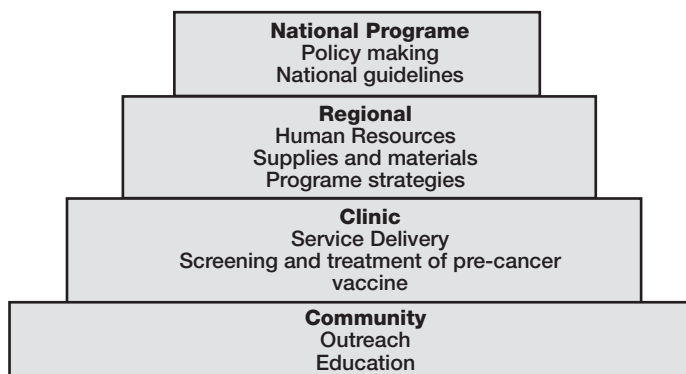 National Programe
Policy making
National guidelines
Regional
Human Resources
Supplies and materials
Programe strategies
Clinic
Service Delivery
Screening and treatment of pre-cancer
vaccine
Community
Outreach
Education